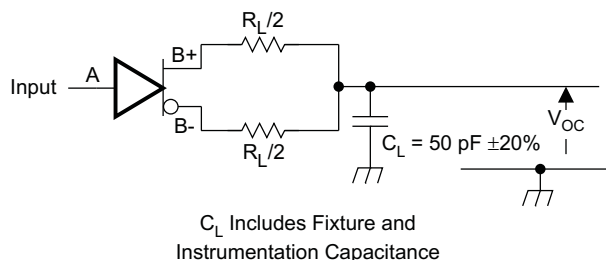 R_L/2
B+
A
Input
B-
R_L/2
C_L = 50 pF ±20%
V_OC
C_L Includes Fixture and
Instrumentation Capacitance